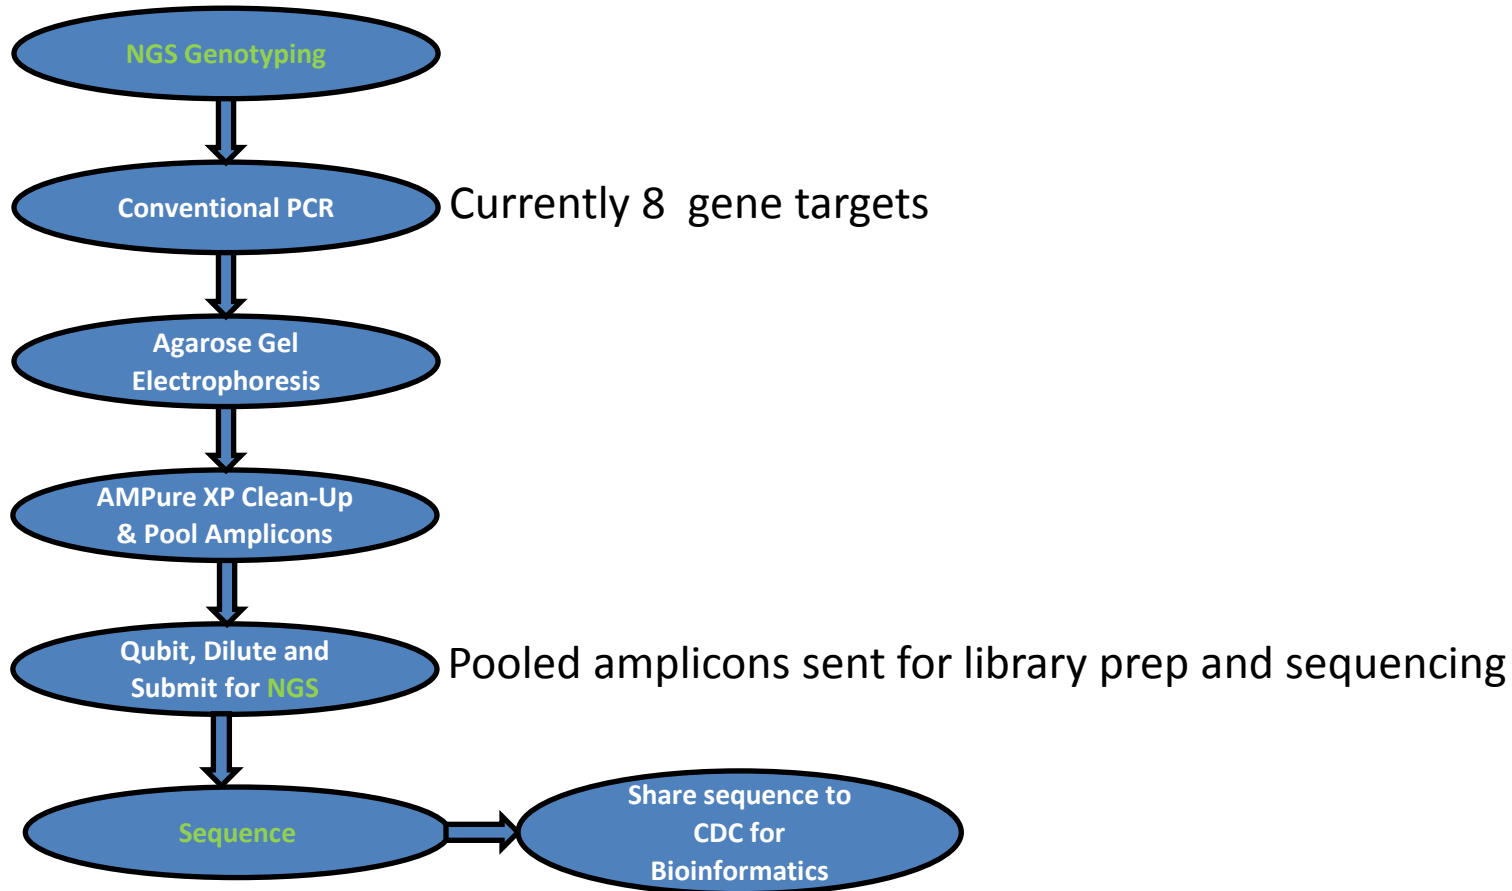 NGS Genotyping
Conventional PCR
Currently 8  gene targets
Agarose Gel
Electrophoresis
AMPure XP Clean-Up
& Pool Amplicons
Qubit, Dilute and
Submit for NGS
Pooled amplicons sent for library prep and sequencing
Sequence
Share sequence to
CDC for
Bioinformatics